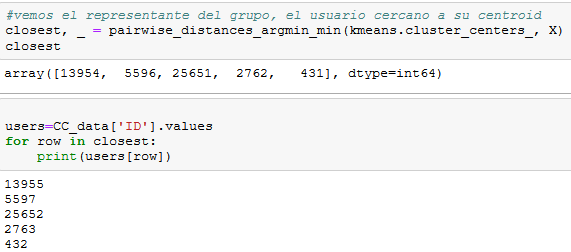 #vemos el representante del grupo, el usuario cercano a su centroid
closest, _ = pairwise_distances_argmin_min(kmeans.cluster_centers_, X)
closest
array([13954,  5596, 25651,  2762,   431], dtype=int64)
users=CC_data['ID'].values
for row in closest:
    print(users[row])
13955
5597
25652
2763
432